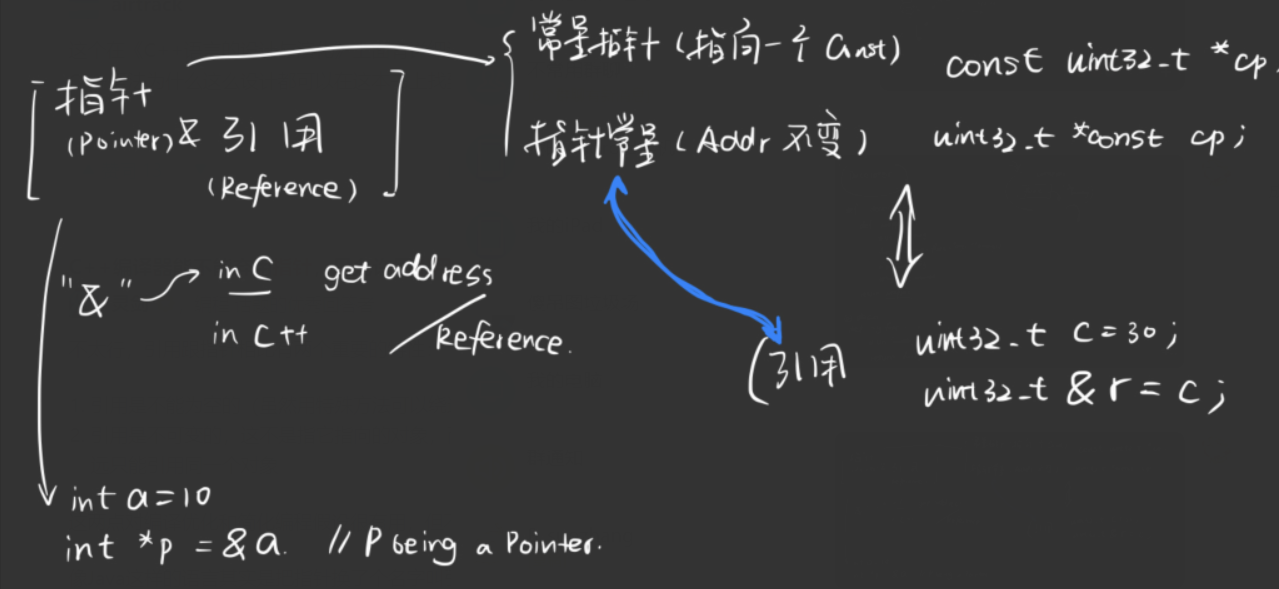 指针
(Pointer) & 引用
(Reference)
常量指针 (指向一个 Const)
const uint32_t *cp;
指针常量 (Addr 不变)
uint32_t *const cp;
"&"
in C get address
in C++ / Reference.
(引用
uint32_t c = 30;
uint32_t & r = c;
int a = 10
int *p = &a. // P being a Pointer.